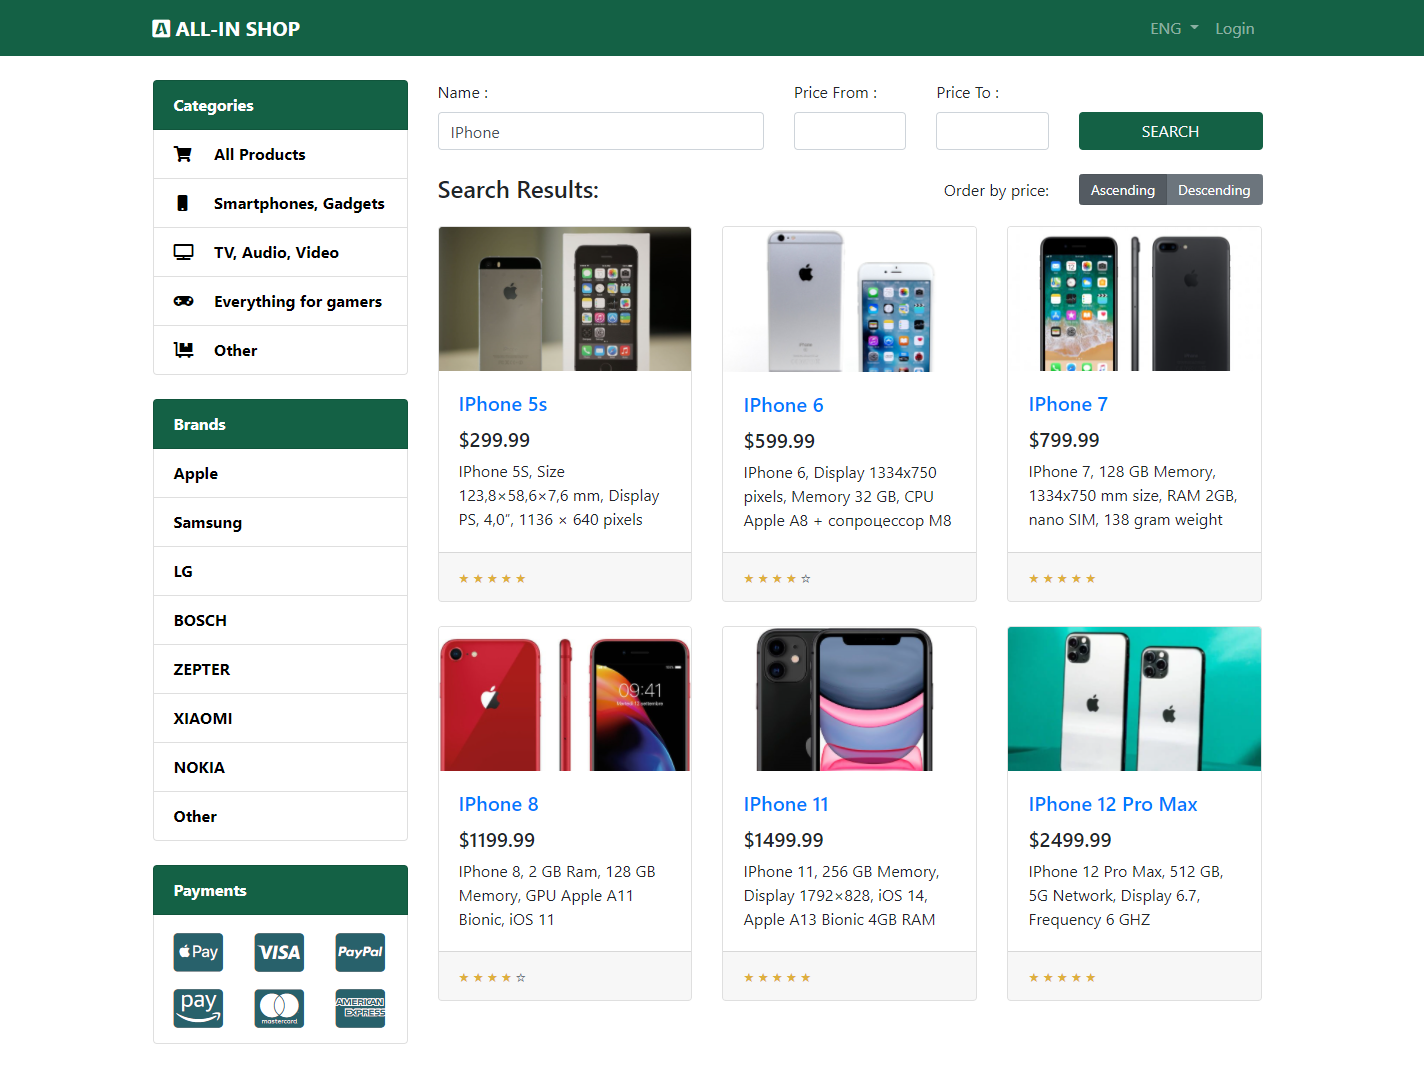 ALL-IN SHOP
ENG
Login
Categories
All Products
Smartphones, Gadgets
TV, Audio, Video
Everything for gamers
Other
Brands
Apple
Samsung
LG
BOSCH
ZEPTER
XIAOMI
NOKIA
Other
Payments
Pay
VISA
PayPal
pay
mastercard
AMERICAN
EXPRESS
Name :
Price From :
Price To :
IPhone
SEARCH
Search Results:
Order by price:
Ascending
Descending
IPhone 5s
$299.99
IPhone 5S, Size
123,8×58,6×7,6 mm, Display
PS, 4,0”, 1136 × 640 pixels
IPhone 6
$599.99
IPhone 6, Display 1334x750
pixels, Memory 32 GB, CPU
Apple A8 + сопроцессор M8
IPhone 7
$799.99
IPhone 7, 128 GB Memory,
1334x750 mm size, RAM 2GB,
nano SIM, 138 gram weight
09:41
IPhone 8
$1199.99
IPhone 8, 2 GB Ram, 128 GB
Memory, GPU Apple A11
Bionic, iOS 11
IPhone 11
$1499.99
IPhone 11, 256 GB Memory,
Display 1792×828, iOS 14,
Apple A13 Bionic 4GB RAM
IPhone 12 Pro Max
$2499.99
IPhone 12 Pro Max, 512 GB,
5G Network, Display 6.7,
Frequency 6 GHZ